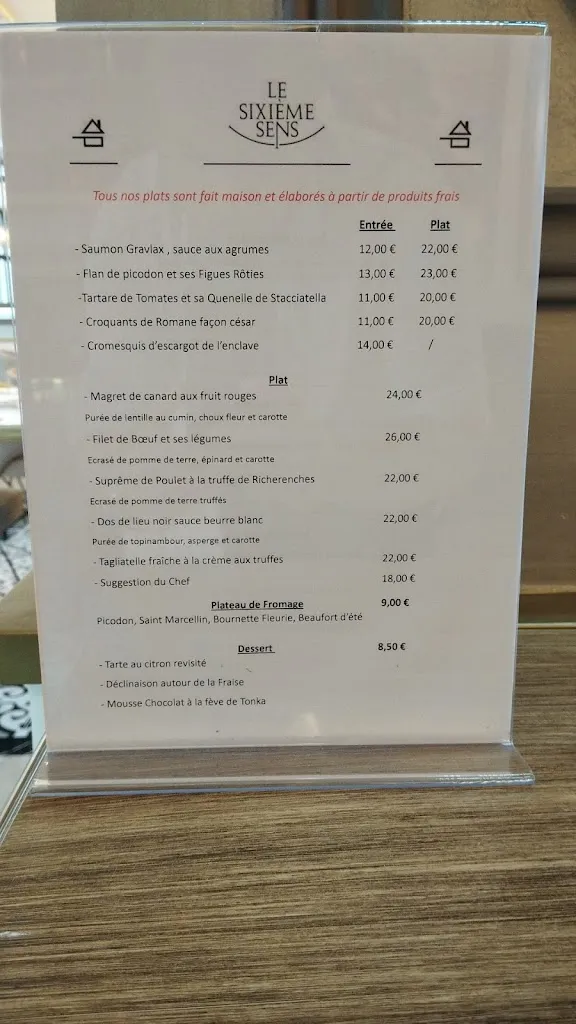 LE
SIXIÈME
SENS
Tous nos plats sont fait maison et élaborés à partir de produits frais
Entrée Plat
- Saumon Gravlax , sauce aux agrumes 12,00 € 22,00 €
- Flan de picodon et ses Figues Rôties 13,00 € 23,00 €
-Tartare de Tomates et sa Quenelle de Stacciatella 11,00 € 20,00 €
- Croquants de Romane façon césar 11,00 € 20,00 €
- Cromesquis d'escargot de l'enclave 14,00 € /
Plat
- Magret de canard aux fruit rouges 24,00 €
Purée de lentille au cumin, choux fleur et carotte
- Filet de Bœuf et ses légumes 26,00 €
Ecrasé de pomme de terre, épinard et carotte
- Suprême de Poulet à la truffe de Richerenches 22,00 €
Ecrasé de pomme de terre truffés
- Dos de lieu noir sauce beurre blanc 22,00 €
Purée de topinambour, asperge et carotte
- Tagliatelle fraîche à la crème aux truffes 22,00 €
- Suggestion du Chef 18,00 €
Plateau de Fromage 9,00 €
Picodon, Saint Marcellin, Bournette Fleurie, Beaufort d'été
Dessert 8,50 €
- Tarte au citron revisité
- Déclinaison autour de la Fraise
- Mousse Chocolat à la fève de Tonka